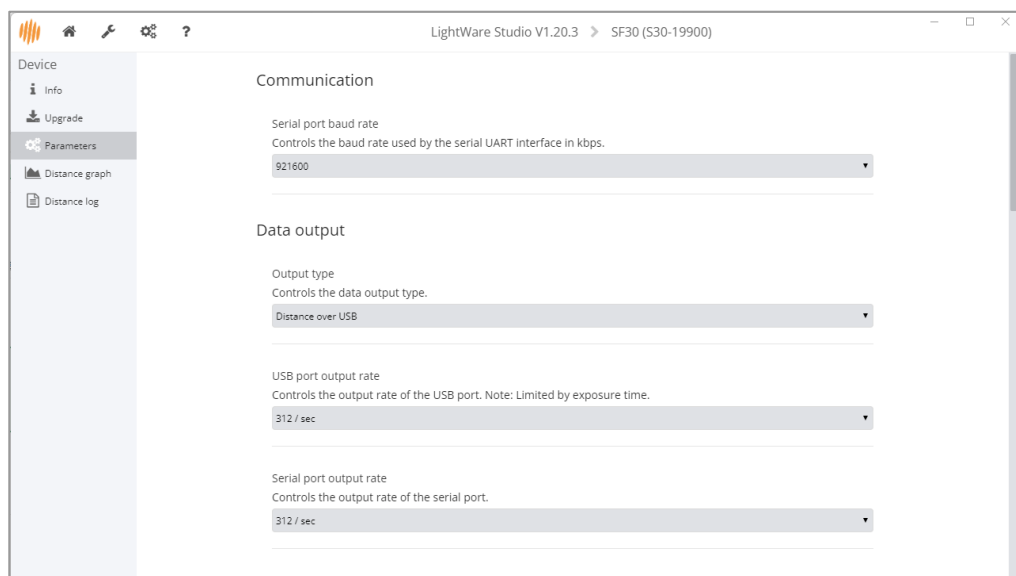 ? LightWare Studio V1.20.3 > SF30 (S30-19900)
Device
Info
Upgrade
Parameters
Distance graph
Distance log
Communication
Serial port baud rate
Controls the baud rate used by the serial UART interface in kbps.
921600
Data output
Output type
Controls the data output type.
Distance over USB
USB port output rate
Controls the output rate of the USB port. Note: Limited by exposure time.
312 / sec
Serial port output rate
Controls the output rate of the serial port.
312 / sec